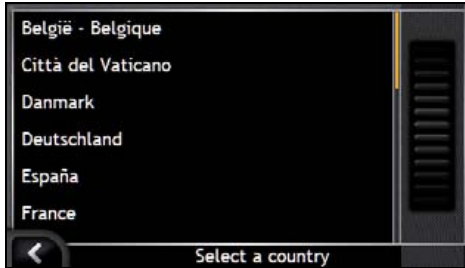 België - Belgique
Città del Vaticano
Danmark
Deutschland
España
France
Select a country